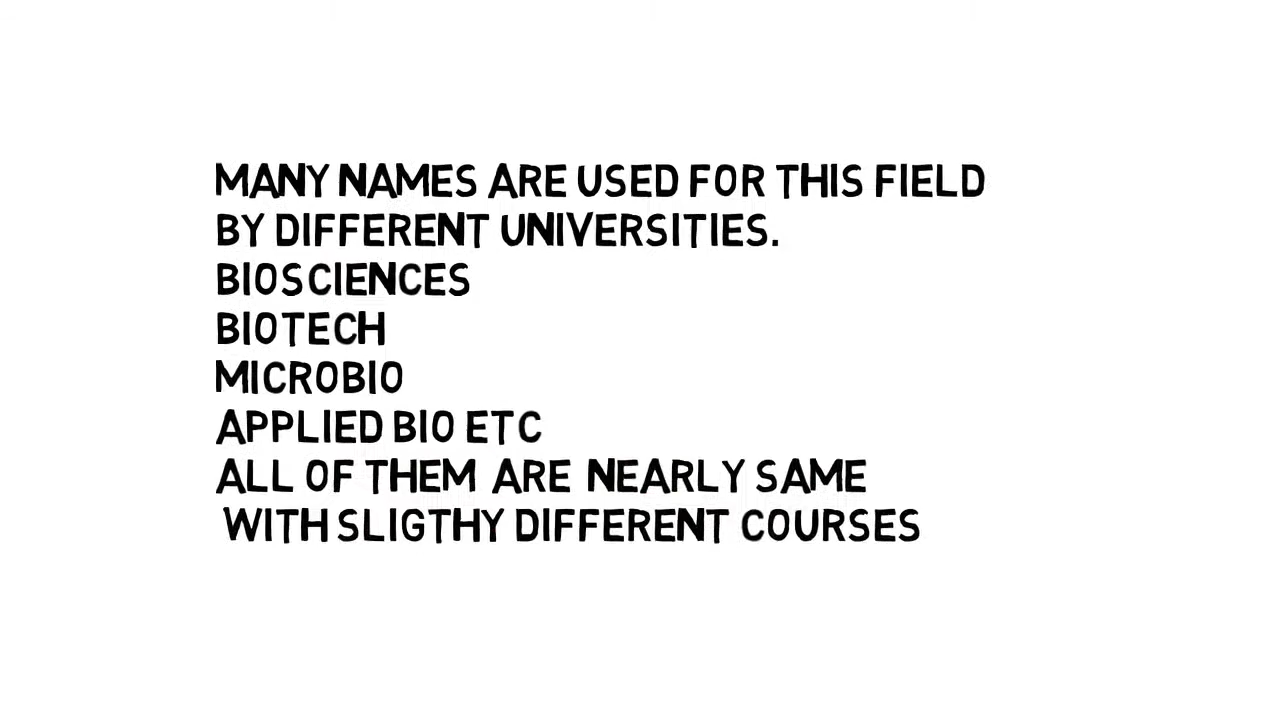 MANY NAMES ARE USED FOR THIS FIELD
BY DIFFERENT UNIVERSITIES.
BIOSCIENCES
BIOTECH
MICROBIO
APPLIED BIO ETC
ALL OF THEM ARE NEARLY SAME
WITH SLIGTHY DIFFERENT COURSES